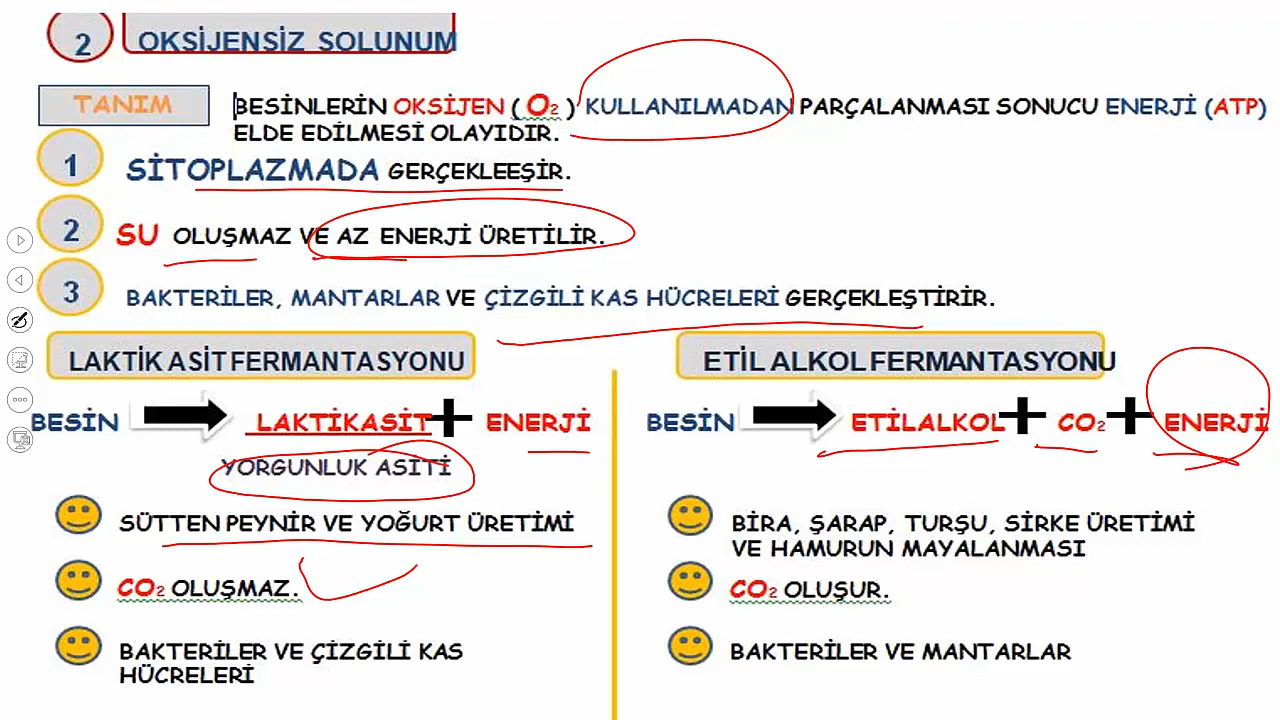 2 OKSİJENSİZ SOLUNUM
TANIM
BESİNLERİN OKSİJEN ( O2 ) KULLANILMADAN PARÇALANMASI SONUCU ENERJİ (ATP)
ELDE EDİLMESİ OLAYIDIR.
1 SİTOPLAZMADA GERÇEKLEEŞİR.
2 SU OLUŞMAZ VE AZ ENERJİ ÜRETİLİR.
3 BAKTERİLER, MANTARLAR VE ÇİZGİLİ KAS HÜCRELERİ GERÇEKLEŞTİRİR.
LAKTİK ASİT FERMANTASYONU
BESİN LAKTİKASİT + ENERJİ
YORGUNLUK ASİTİ
SÜTTEN PEYNİR VE YOĞURT ÜRETİMİ
CO2 OLUŞMAZ.
BAKTERİLER VE ÇİZGİLİ KAS
HÜCRELERİ
ETİL ALKOL FERMANTASYONU
BESİN ETİLALKOL + CO2 + ENERJİ
BİRA, ŞARAP, TURŞU, SİRKE ÜRETİMİ
VE HAMURUN MAYALANMASI
CO2 OLUŞUR.
BAKTERİLER VE MANTARLAR